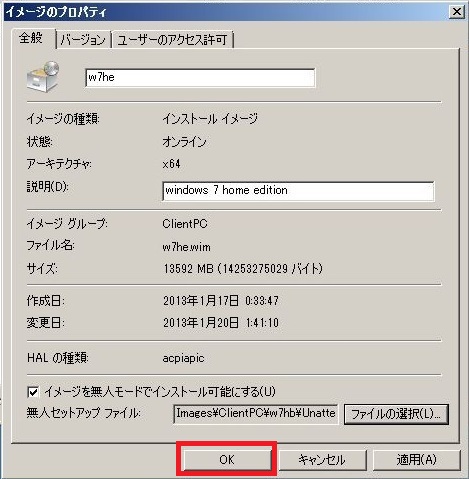 イメージのプロパティ
全般 バージョン ユーザーのアクセス許可
w7he
イメージの種類: インストール イメージ
状態: オンライン
アーキテクチャ: x64
説明(D): windows 7 home edition
イメージ グループ: ClientPC
ファイル名: w7he.wim
サイズ: 13592 MB (14253275029 バイト)
作成日: 2013年1月17日 0:33:47
変更日: 2013年1月20日 1:41:10
HAL の種類: acpiapic
イメージを無人モードでインストール可能にする(U)
無人セットアップ ファイル: Images¥ClientPC¥w7hb¥Unatte ファイルの選択(L)...
OK キャンセル 適用(A)